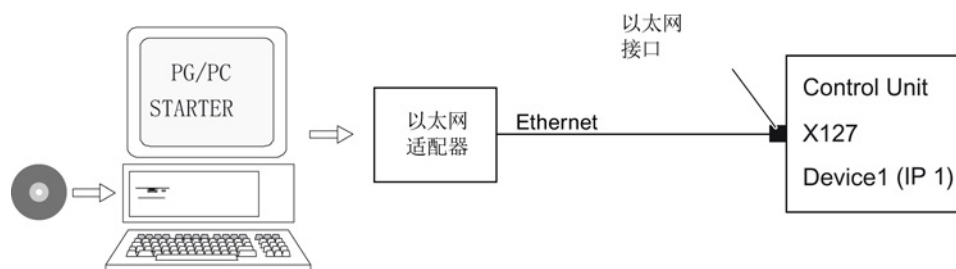 PG/PC
STARTER
以太网
适配器
Ethernet
以太网
接口
Control Unit
X127
Device1 (IP 1)